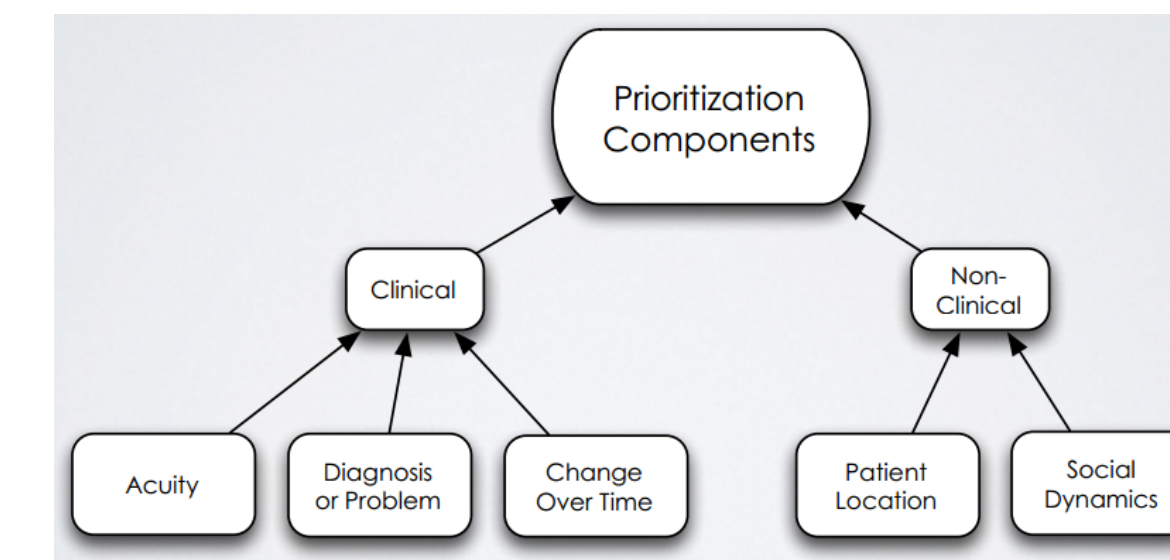 Prioritization
Components
Clinical
Non-
Clinical
Acuity
Diagnosis
or Problem
Change
Over Time
Patient
Location
Social
Dynamics